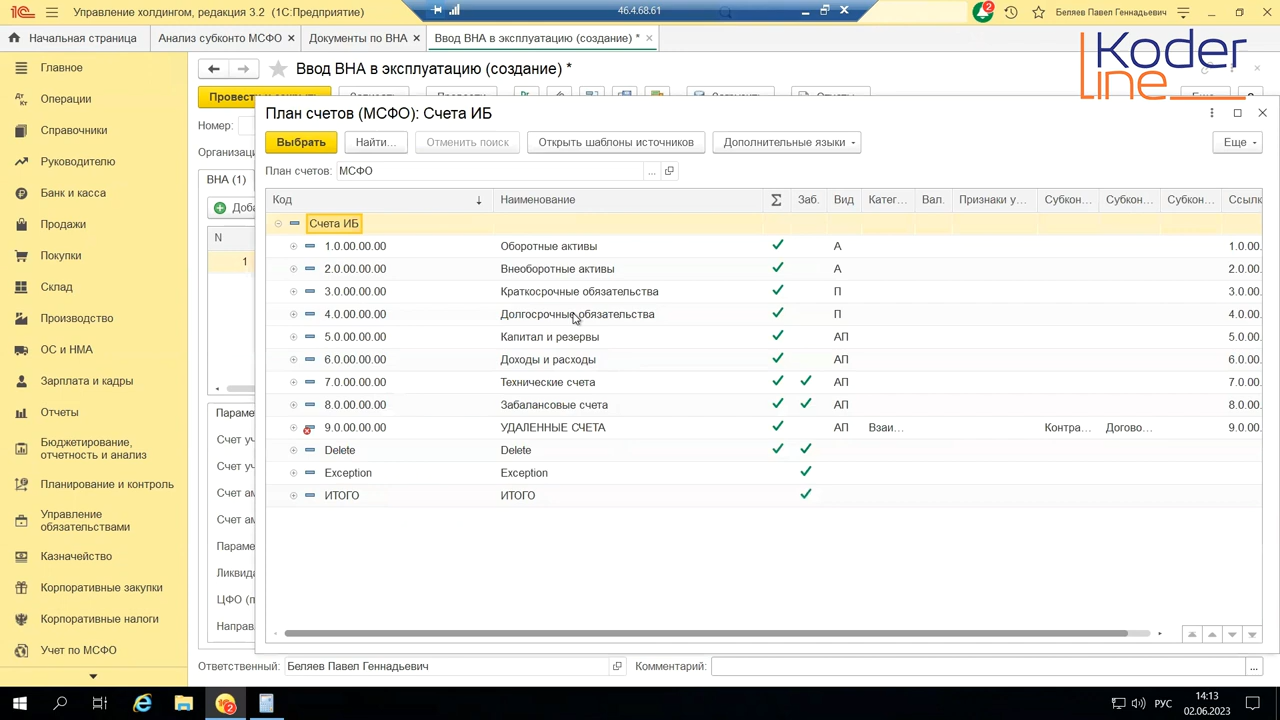 Управление холдингом, редакция 3.2 (1С:Предприятие)
46.4.68.61
2
Беляев Павел Геннадьевич
Начальная страница
Анализ субконто МСФО ×
Документы по ВНА ×
Ввод ВНА в эксплуатацию (создание) * ×
Koder
line
Главное
Операции
Справочники
Руководителю
Банк и касса
Продажи
Покупки
Склад
Производство
ОС и НМА
Зарплата и кадры
Отчеты
Бюджетирование,
отчетность и анализ
Планирование и контроль
Управление
обязательствами
Казначейство
Корпоративные закупки
Корпоративные налоги
Учет по МСФО
Ввод ВНА в эксплуатацию (создание) *
Номер:
ВНА (1)
N
1
План счетов (МСФО): Счета ИБ
Выбрать
Найти...
Отменить поиск
Открыть шаблоны источников
Дополнительные языки
Еще
План счетов: МСФО
Код Наименование Σ Заб. Вид Катег... Вал. Признаки у... Субкон... Субкон... Субкон... Ссылк
Счета ИБ
1.0.00.00.00 Оборотные активы А 1.0.00.
2.0.00.00.00 Внеоборотные активы А 2.0.00.
3.0.00.00.00 Краткосрочные обязательства П 3.0.00.
4.0.00.00.00 Долгосрочные обязательства П 4.0.00.
5.0.00.00.00 Капитал и резервы АП 5.0.00.
6.0.00.00.00 Доходы и расходы АП 6.0.00.
7.0.00.00.00 Технические счета АП 7.0.00.
8.0.00.00.00 Забалансовые счета АП 8.0.00.
9.0.00.00.00 УДАЛЕННЫЕ СЧЕТА АП Взаи... Контра... Догово... 9.0.00.
Delete Delete
Exception Exception
ИТОГО ИТОГО
Ответственный: Беляев Павел Геннадьевич
Комментарий:
2
РУС
14:13
02.06.2023